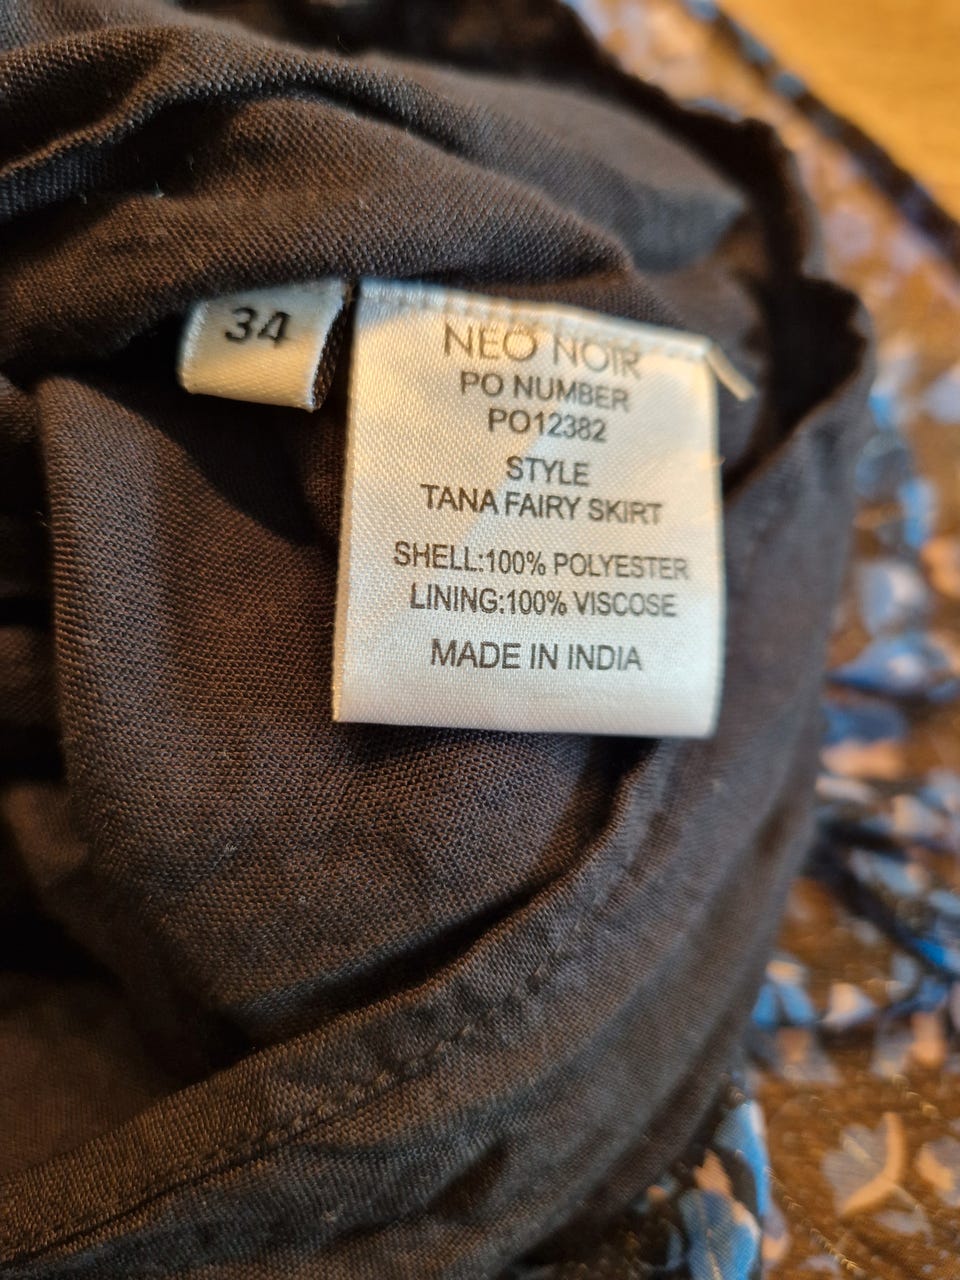 34
NEO NOIR
PO NUMBER
PO12382
STYLE
TANA FAIRY SKIRT
SHELL:100% POLYESTER
LINING:100% VISCOSE
MADE IN INDIA